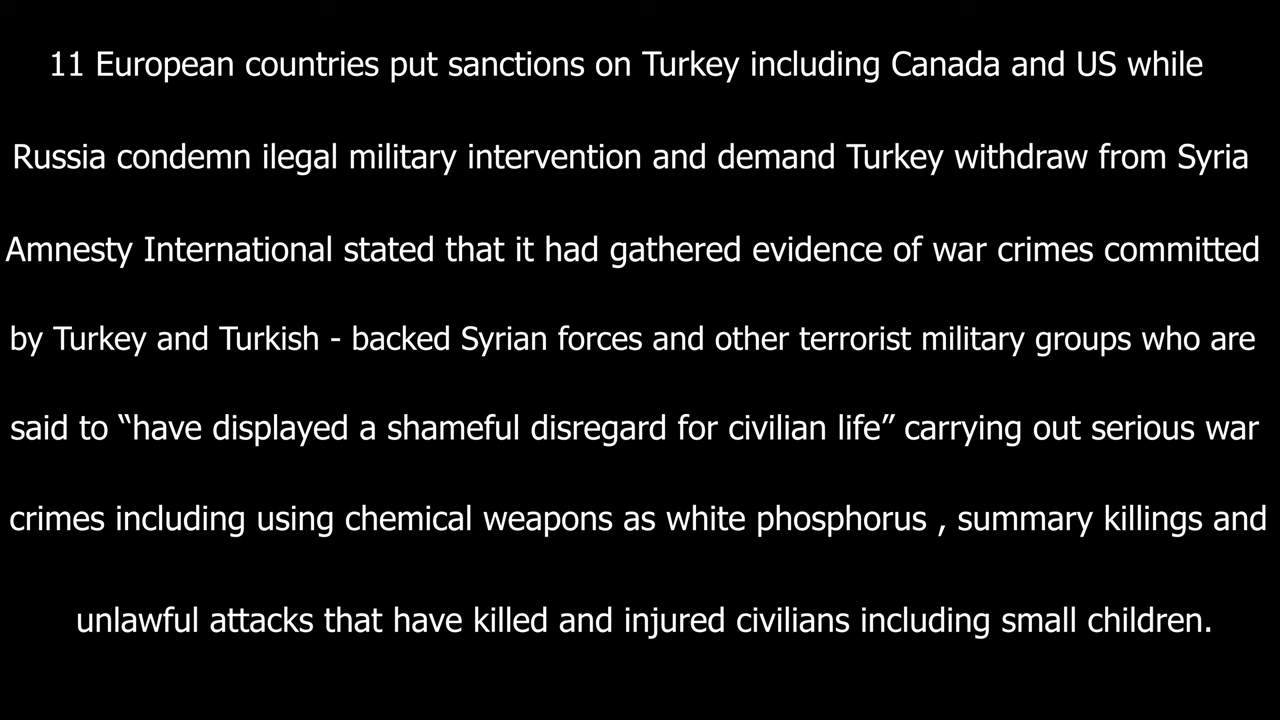 11 European countries put sanctions on Turkey including Canada and US while
Russia condemn ilegal military intervention and demand Turkey withdraw from Syria
Amnesty International stated that it had gathered evidence of war crimes committed
by Turkey and Turkish - backed Syrian forces and other terrorist military groups who are
said to “have displayed a shameful disregard for civilian life” carrying out serious war
crimes including using chemical weapons as white phosphorus , summary killings and
unlawful attacks that have killed and injured civilians including small children.